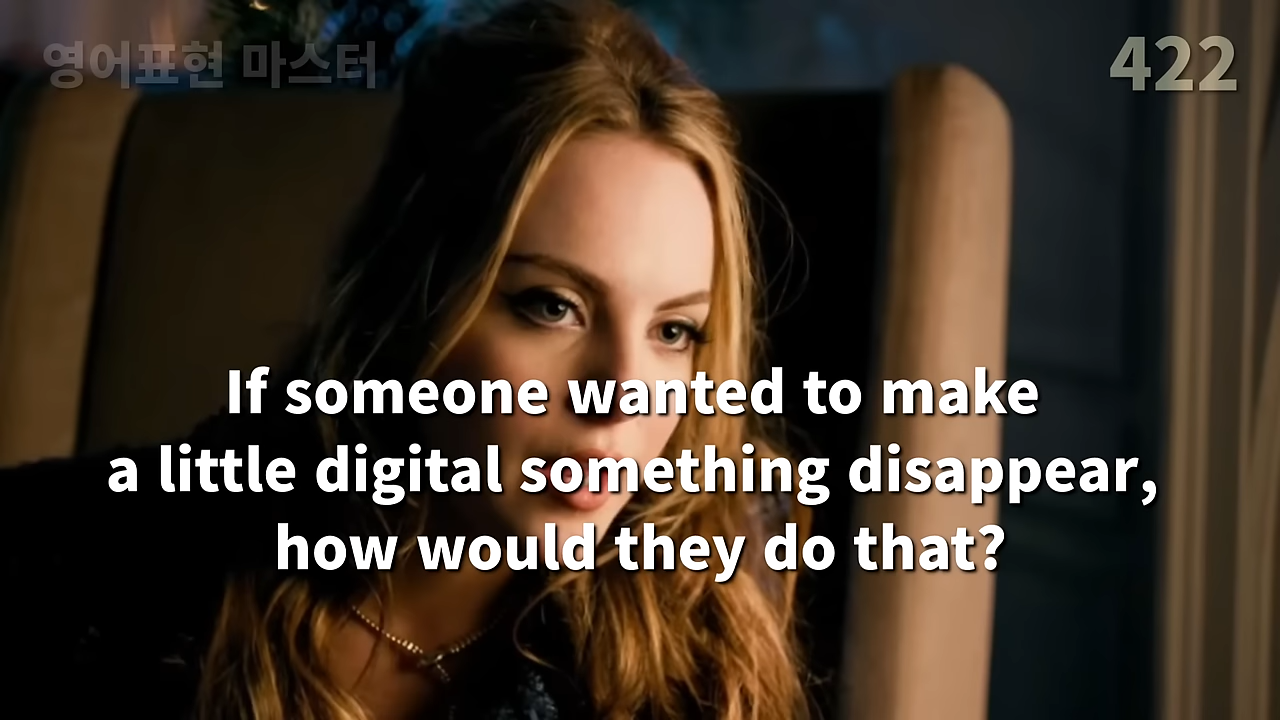 영어표현 마스터
422
If someone wanted to make
a little digital something disappear,
how would they do that?